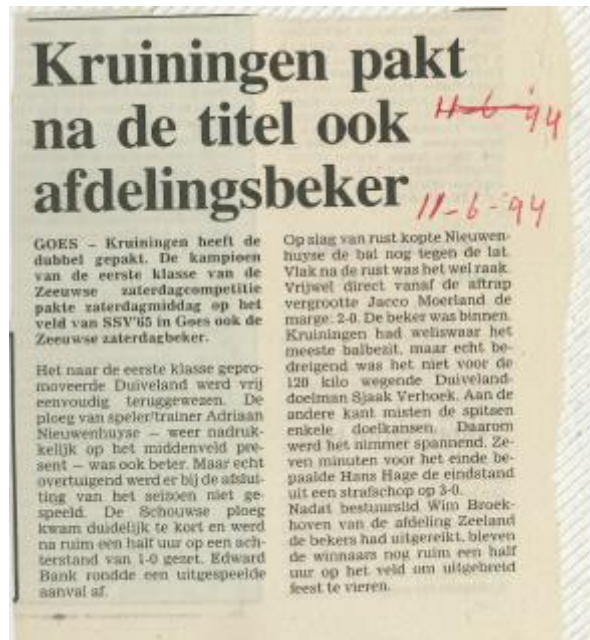 Kruiningen pakt
na de titel ook
afdelingsbeker
11-6-'94
11-6-'94
GOES – Kruiningen heeft de
dubbel gepakt. De kampioen
van de eerste klasse van de
Zeeuwse zaterdagcompetitie
pakte zaterdagmiddag op het
veld van SSV'65 in Goes ook de
Zeeuwse zaterdagbeker.
Het naar de eerste klasse gepro-
moveerde Duiveland werd vrij
eenvoudig teruggewezen. De
ploeg van speler/trainer Adriaan
Nieuwenhuyse – weer nadruk-
kelijk op het middenveld pre-
sent – was ook beter. Maar echt
overtuigend werd er bij de afslui-
ting van het seizoen niet ge-
speeld. De Schouwse ploeg
kwam duidelijk te kort en werd
na ruim een half uur op een ach-
terstand van 1-0 gezet. Edward
Bank rondde een uitgespeelde
aanval af.
Op slag van rust kopte Nieuwen-
huyse de bal nog tegen de lat.
Vlak na de rust was het wel raak.
Vrijwel direct vanaf de aftrap
vergrootte Jacco Moerland de
marge: 2-0. De beker was binnen.
Kruiningen had weliswaar het
meeste balbezit, maar echt be-
dreigend was het niet voor de
120 kilo wegende Duiveland-
doelman Sjaak Verhoek. Aan de
andere kant misten de spitsen
enkele doelkansen. Daarom
werd het nimmer spannend. Ze-
ven minuten voor het einde be-
paalde Hans Hage de eindstand
uit een strafschop op 3-0.
Nadat bestuurslid Wim Broek-
hoven van de afdeling Zeeland
de bekers had uitgereikt, bleven
de winnaars nog ruim een half
uur op het veld om uitgebreid
feest te vieren.